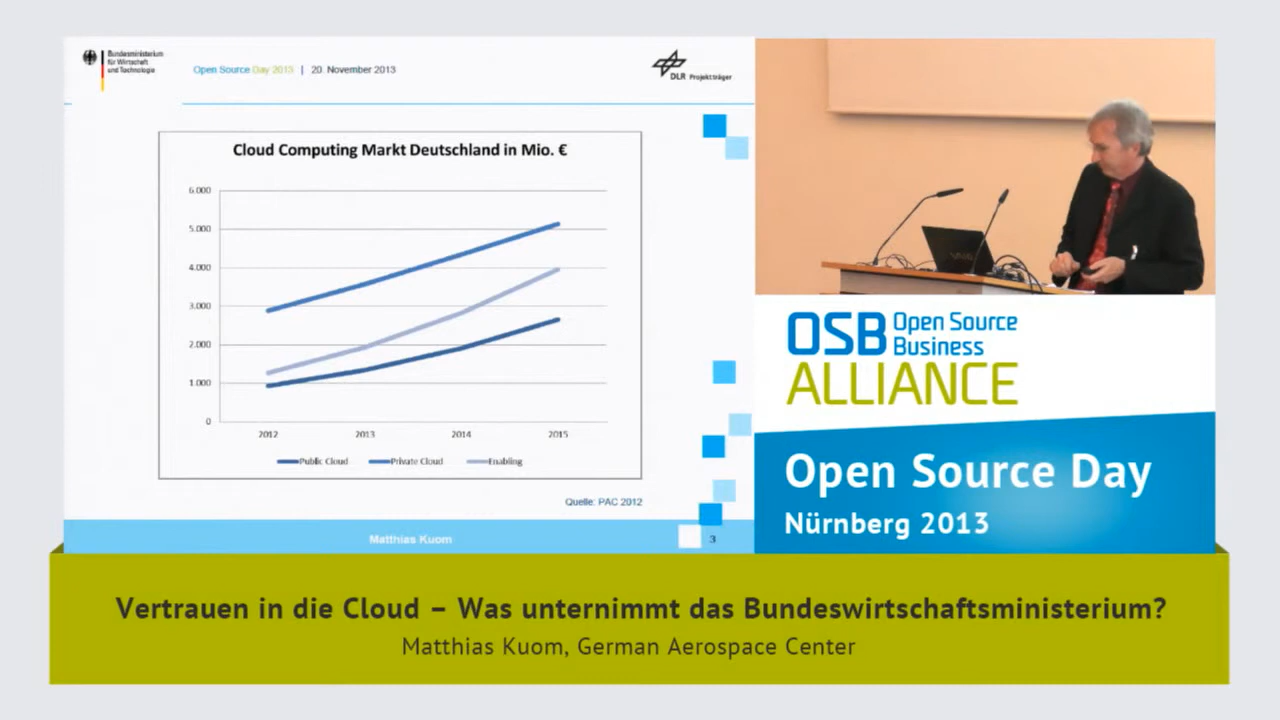 Bundesministerium
für Wirtschaft
und Technologie
Open Source Day 2013 | 20. November 2013
DLR Projektträger
Cloud Computing Markt Deutschland in Mio. €
6.000
5.000
4.000
3.000
2.000
1.000
0
2012 2013 2014 2015
Public Cloud Private Cloud Enabling
Quelle: PAC 2012
Matthias Kuom 3
OSB Open Source
Business
ALLIANCE
Open Source Day
Nürnberg 2013
Vertrauen in die Cloud – Was unternimmt das Bundeswirtschaftsministerium?
Matthias Kuom, German Aerospace Center